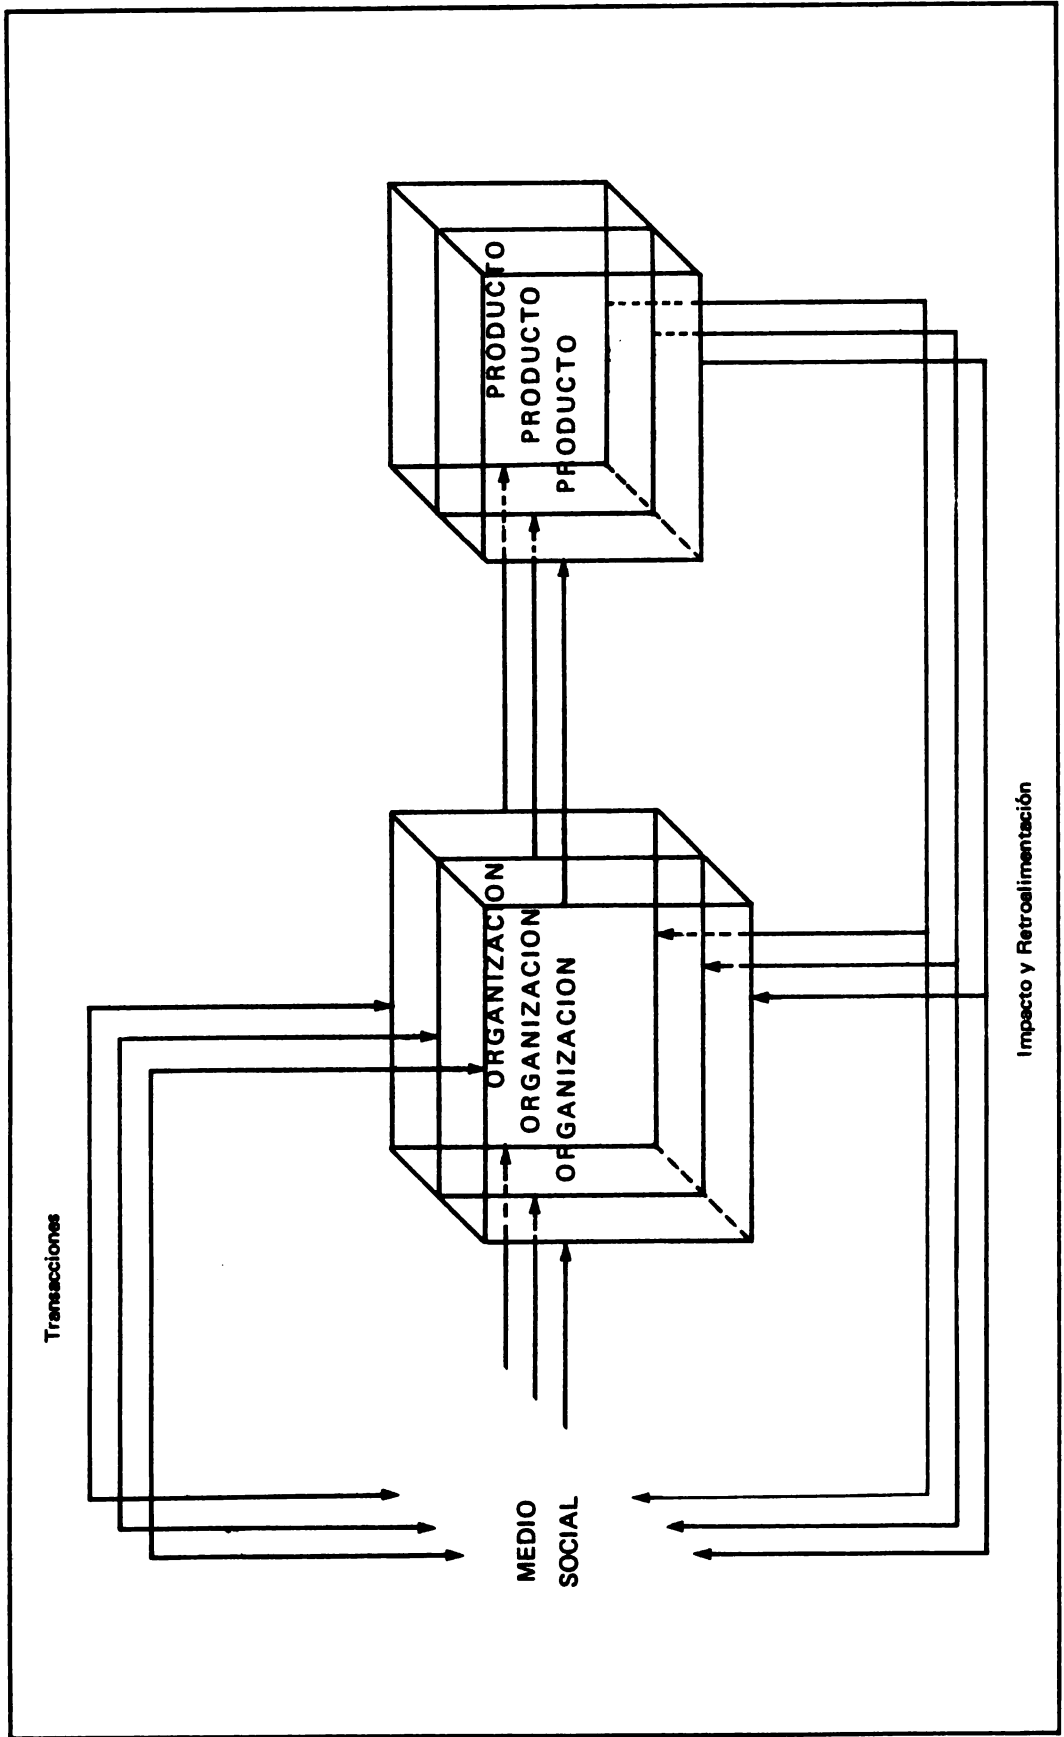 Transacciones
MEDIO
SOCIAL
ORGANIZACION
ORGANIZACION
ORGANIZACION
PRODUCTO
PRODUCTO
PRODUCTO
Impacto y Retroalimentación